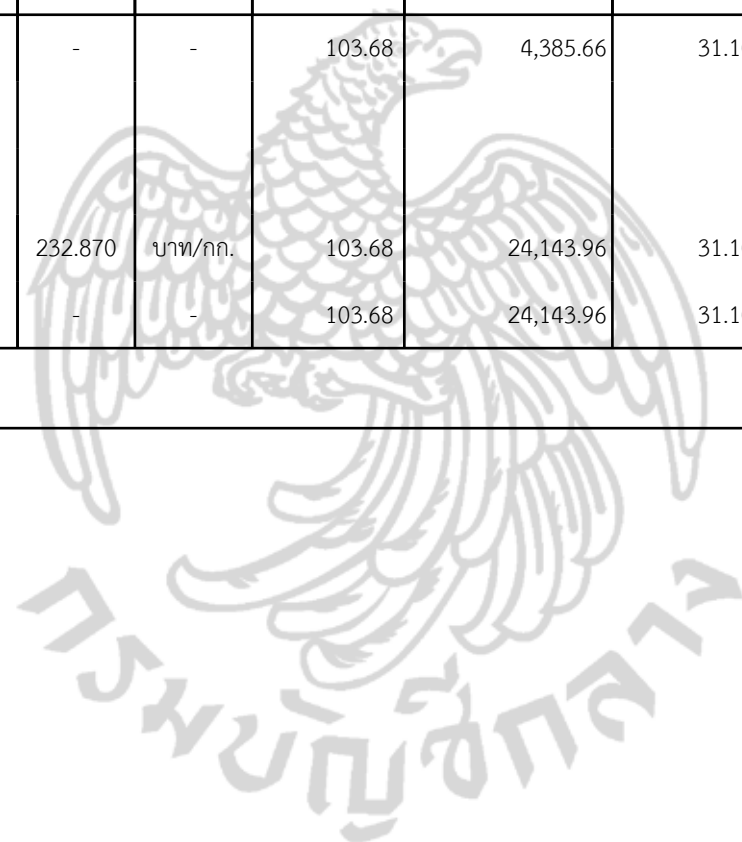 - - 103.68 4,385.66 31.1
232.870 บาท/กก. 103.68 24,143.96 31.1
- - 103.68 24,143.96 31.1
กรมบัญชีกลาง